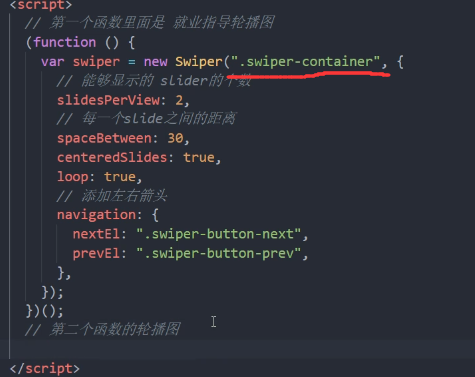 <script>
// 第一个函数里面是 就业指导轮播图
(function () {
var swiper = new Swiper(".swiper-container", {
// 能够显示的 slider的个数
slidesPerView: 2,
// 每一个slide之间的距离
spaceBetween: 30,
centeredSlides: true,
loop: true,
// 添加左右箭头
navigation: {
nextEl: ".swiper-button-next",
prevEl: ".swiper-button-prev",
},
});
})();
// 第二个函数的轮播图
</script>